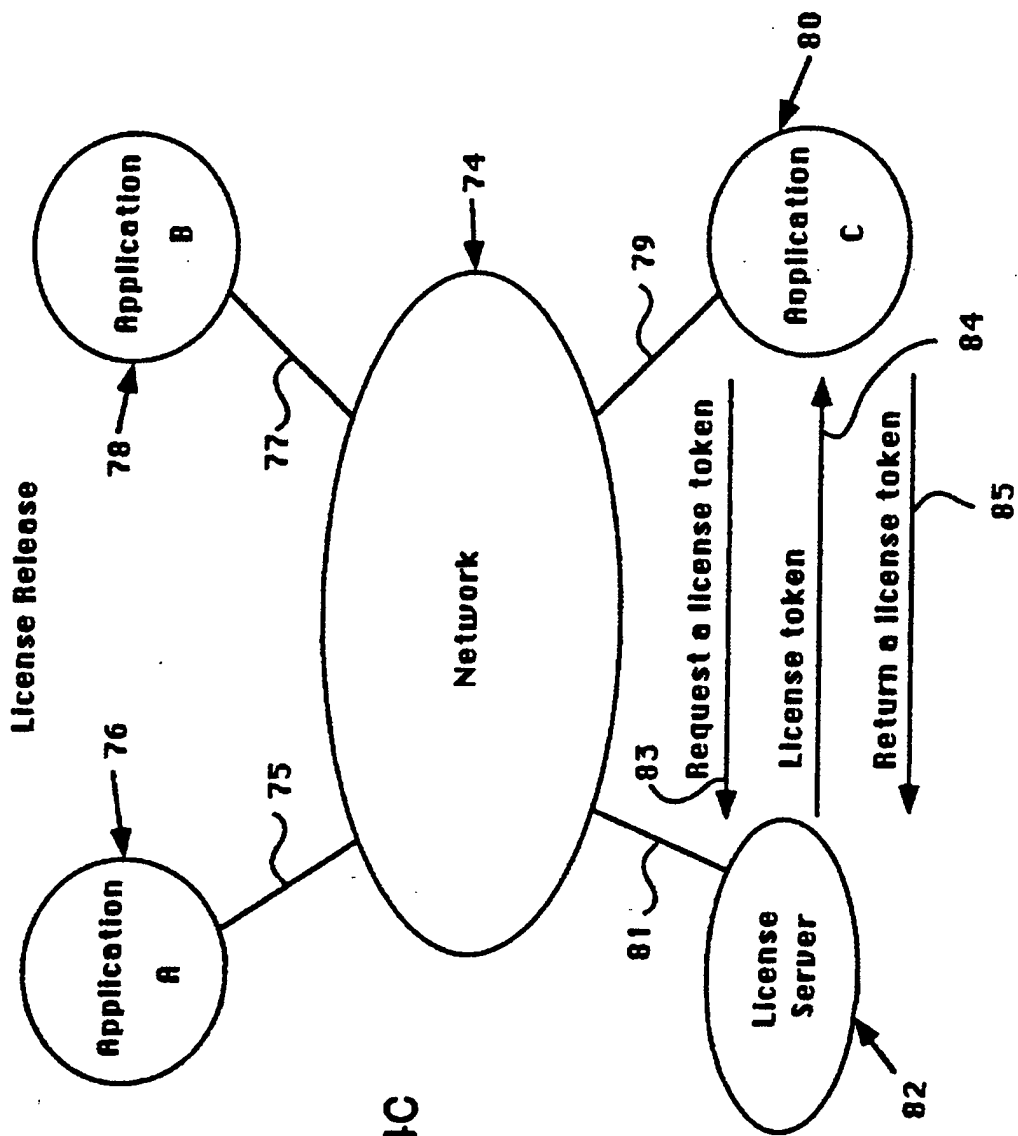 License Release
76
Application
A
75
78
Application
B
77
Network
74
79
80
Application
C
81
License
Server
82
83
Request a license token
License token
84
Return a license token
85
4C